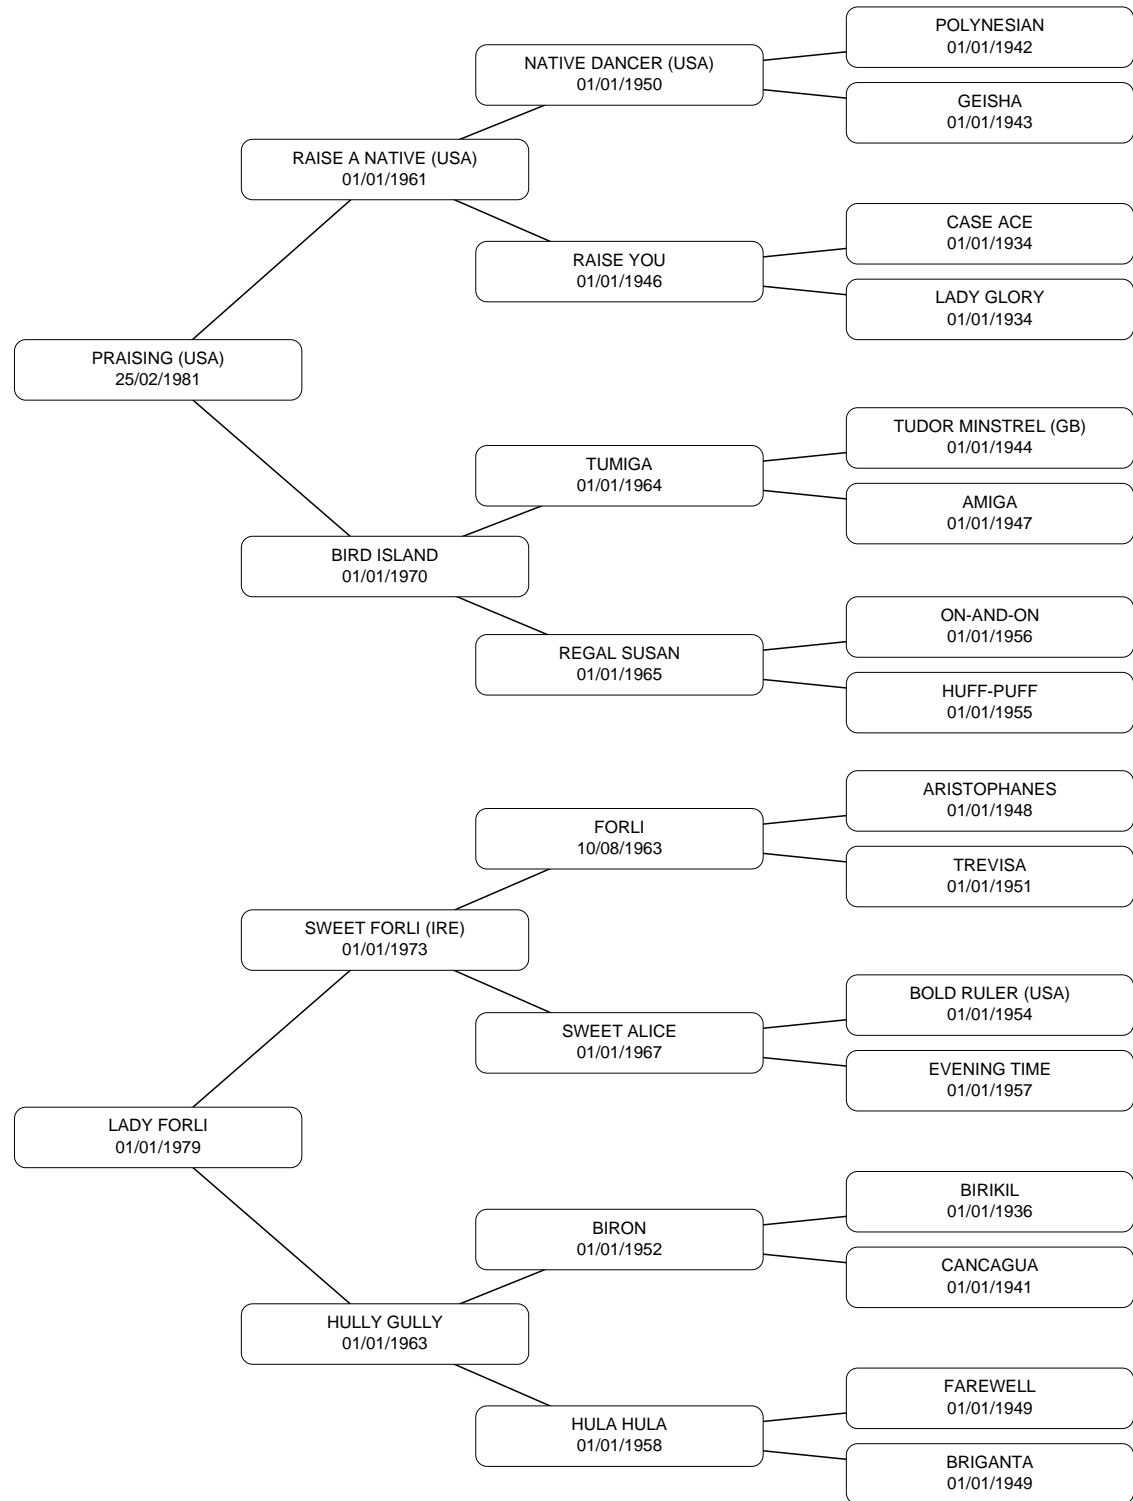 POLYNESIAN
01/01/1942
NATIVE DANCER (USA)
01/01/1950
GEISHA
01/01/1943
RAISE A NATIVE (USA)
01/01/1961
CASE ACE
01/01/1934
RAISE YOU
01/01/1946
LADY GLORY
01/01/1934
PRAISING (USA)
25/02/1981
TUDOR MINSTREL (GB)
01/01/1944
TUMIGA
01/01/1964
AMIGA
01/01/1947
BIRD ISLAND
01/01/1970
ON-AND-ON
01/01/1956
REGAL SUSAN
01/01/1965
HUFF-PUFF
01/01/1955
ARISTOPHANES
01/01/1948
FORLI
10/08/1963
TREVISA
01/01/1951
SWEET FORLI (IRE)
01/01/1973
BOLD RULER (USA)
01/01/1954
SWEET ALICE
01/01/1967
EVENING TIME
01/01/1957
LADY FORLI
01/01/1979
BIRIKIL
01/01/1936
BIRON
01/01/1952
CANCAGUA
01/01/1941
HULLY GULLY
01/01/1963
FAREWELL
01/01/1949
HULA HULA
01/01/1958
BRIGANTA
01/01/1949